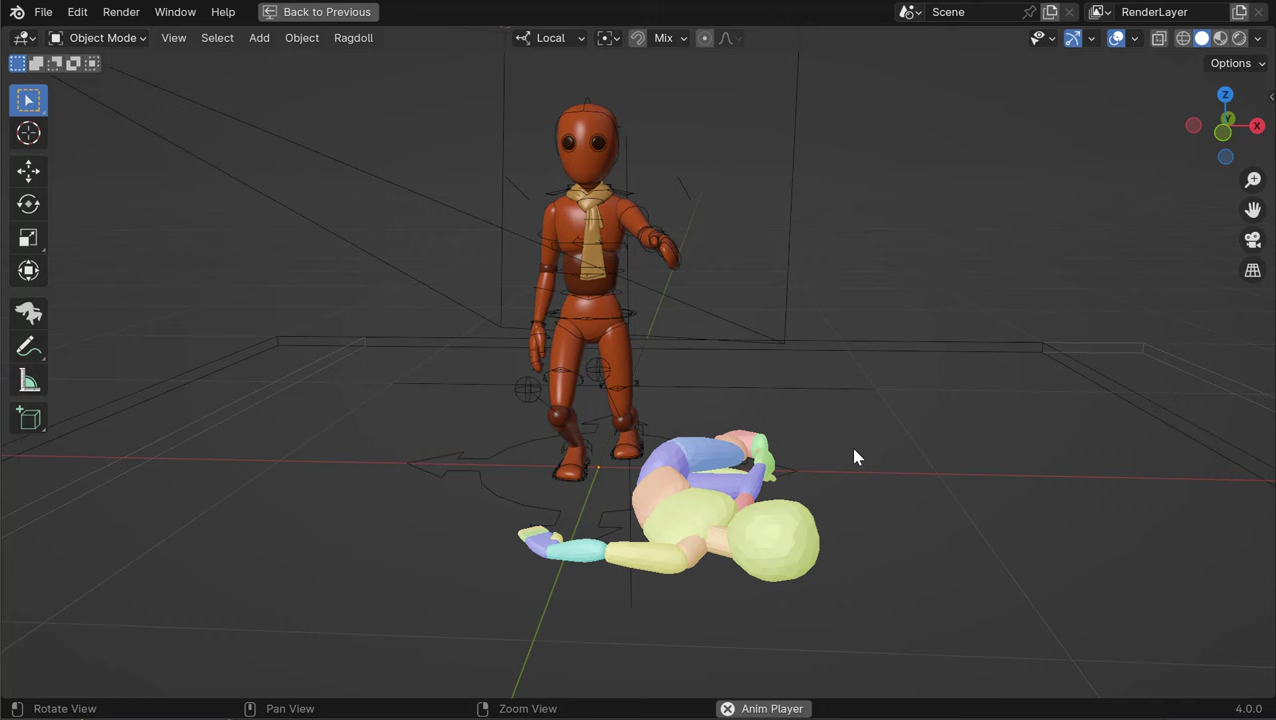 File Edit Render Window Help Back to Previous Scene RenderLayer
Object Mode View Select Add Object Ragdoll Local Mix
Options
Z
Y
X
Rotate View Pan View Zoom View Anim Player 4.0.0